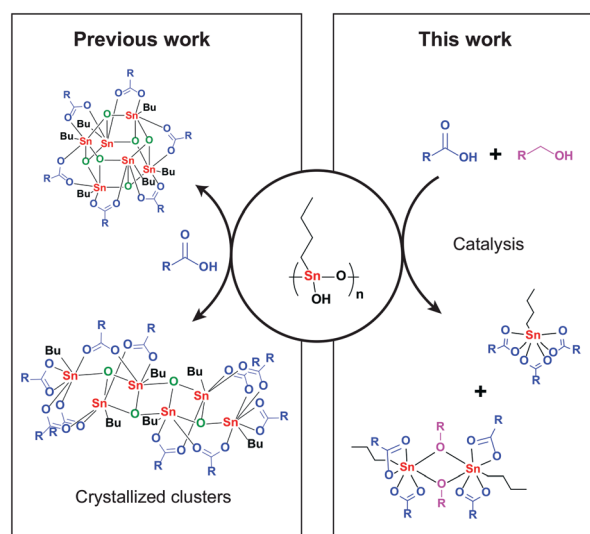 Previous work
This work
R
R O O Bu
O O O Sn R
Bu O O
Bu Sn Sn O O
O O Sn Sn Bu
O Sn O Bu
R O Bu O O
O O R
R
R O OH
O
R OH + R OH
Catalysis
Sn O
OH n
R R
Bu O O O O R
R O Sn O Bu O Bu O O R
O Sn Sn Sn O O
O O O Sn O Sn O R
R O Bu Bu O O O Bu
R O O
R R
Crystallized clusters
O Sn O
R O O O O R
R
+
R
R O O O R
O Sn Sn O
O O O O O
R R R